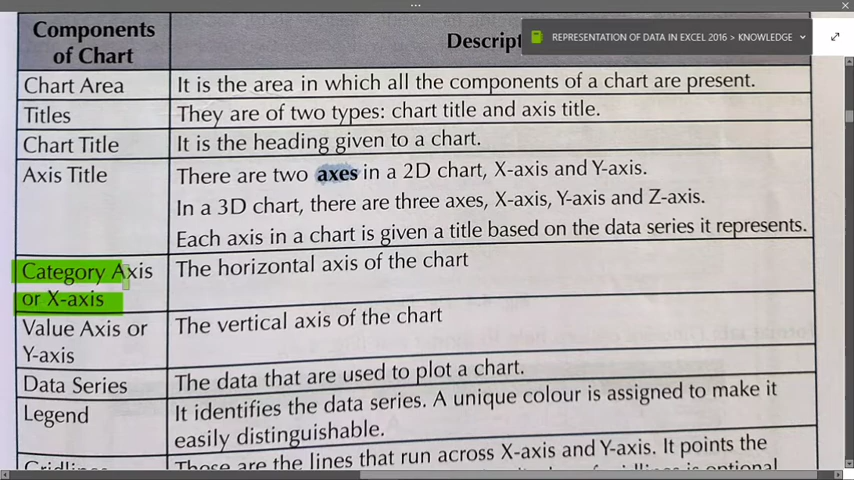 REPRESENTATION OF DATA IN EXCEL 2016 > KNOWLEDGE
Components
of Chart
Descript
Chart Area
It is the area in which all the components of a chart are present.
Titles
They are of two types: chart title and axis title.
Chart Title
It is the heading given to a chart.
Axis Title
There are two axes in a 2D chart, X-axis and Y-axis.
In a 3D chart, there are three axes, X-axis, Y-axis and Z-axis.
Each axis in a chart is given a title based on the data series it represents.
Category Axis
or X-axis
The horizontal axis of the chart
Value Axis or
Y-axis
The vertical axis of the chart
Data Series
The data that are used to plot a chart.
Legend
It identifies the data series. A unique colour is assigned to make it
easily distinguishable.
Gridlines
Those are the lines that run across X-axis and Y-axis. It points the
is optional